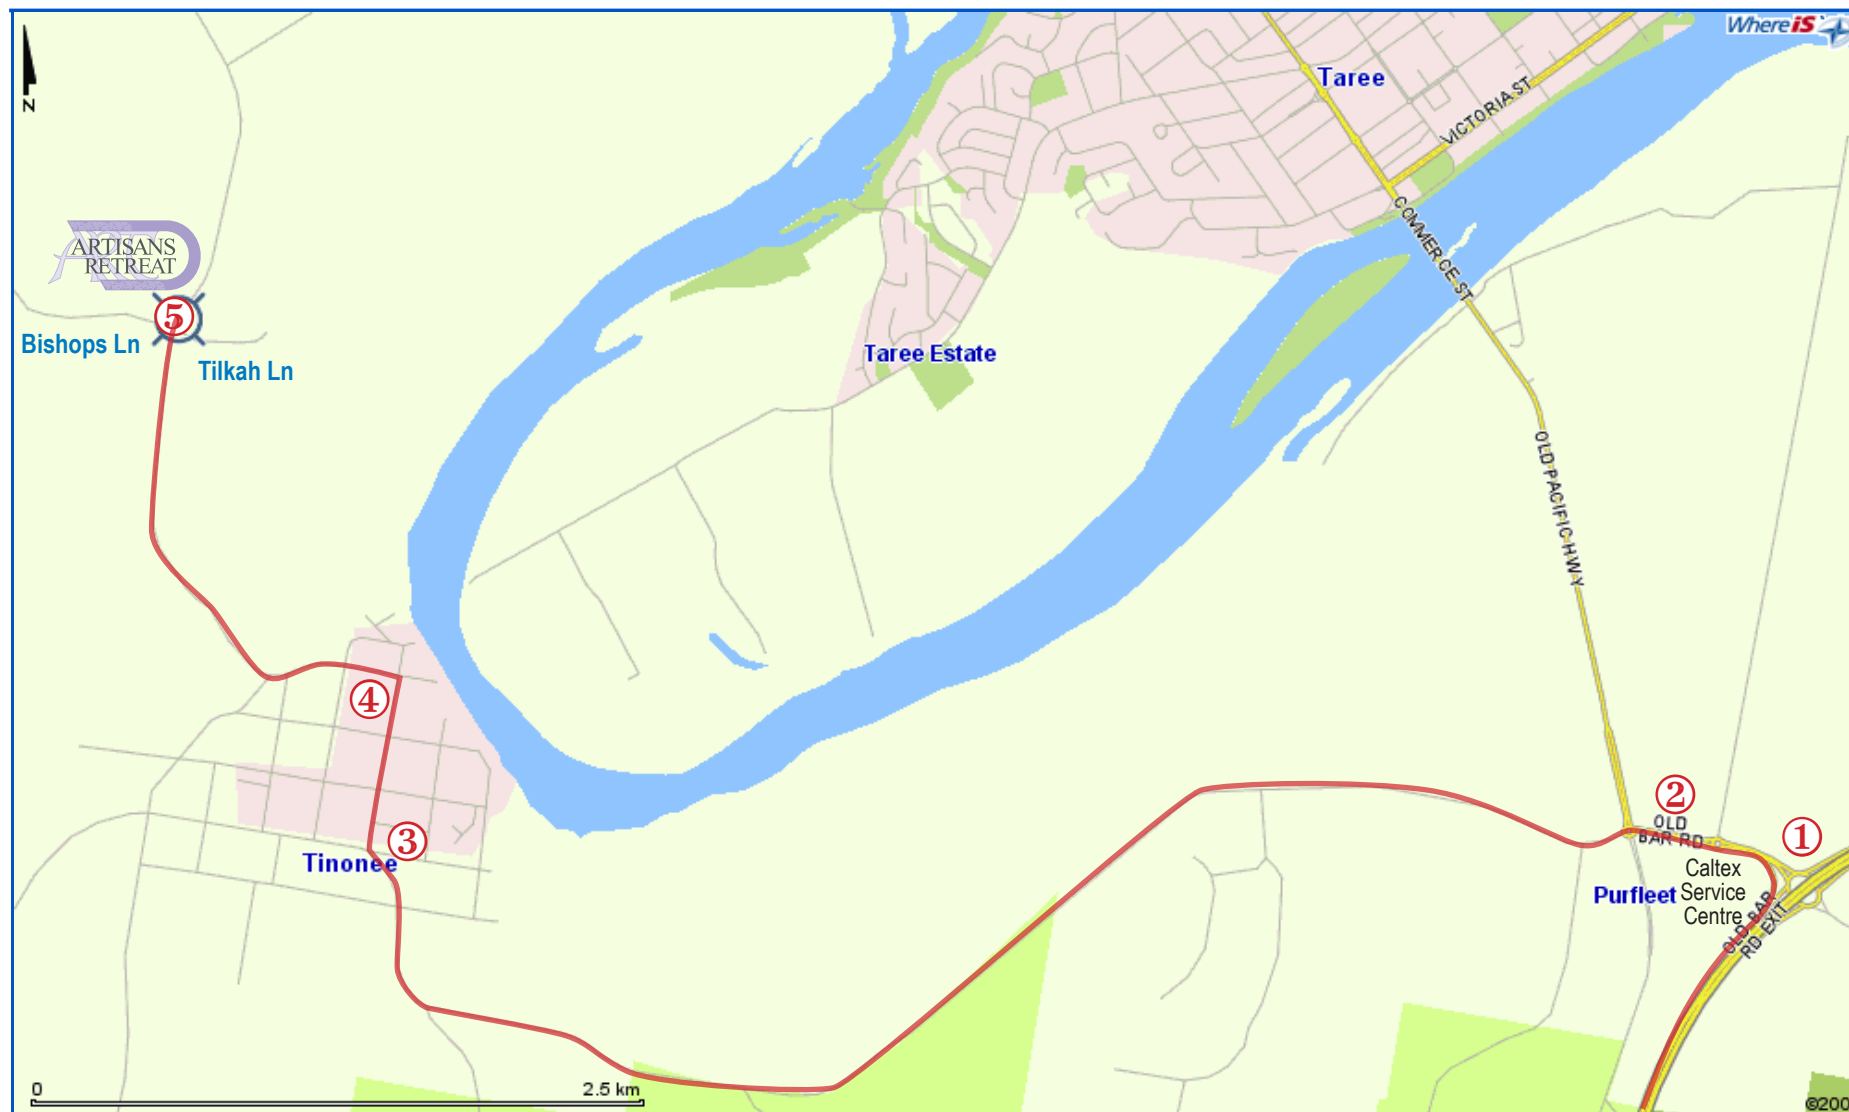 WhereiS
N
Taree
VICTORIA ST
COMMERCE ST
ARTISANS
RETREAT
5
Bishops Ln
Tilkah Ln
Taree Estate
OLD PACIFIC HWY
4
3
Tinonee
2
OLD
BAR RD
1
Caltex
Service
Centre
Purfleet
OLD BAR
RD EXIT
0
2.5 km
©200